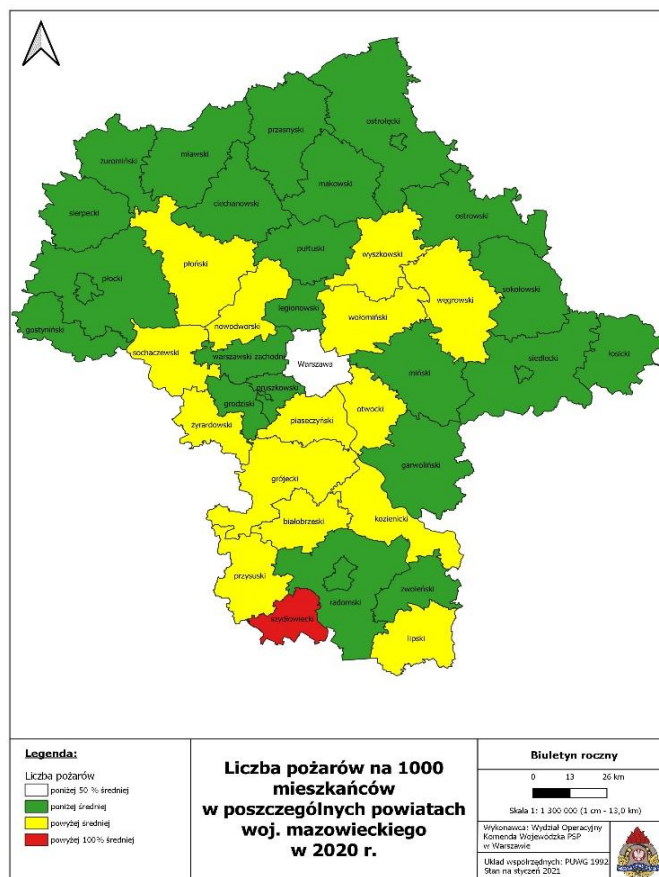 ostrołęcki
przasnyski
mławski
żuromiński
makowski
ciechanowski
sierpecki
ostrowski
pułtuski
wyszkowski
płoński
płocki
węgrowski
sokołowski
legionowski
wołomiński
nowodworski
gostyniński
sochaczewski
warszawski zachodni
Warszawa
siedlecki
łosicki
miński
pruszkowski
grodziski
otwocki
piaseczyński
żyrardowski
garwoliński
grójecki
białobrzeski
kozienicki
przysuski
zwoleński
radomski
szydłowiecki
lipski
Legenda:
Liczba pożarów
poniżej 50 % średniej
poniżej średniej
powyżej średniej
powyżej 100% średniej
Liczba pożarów na 1000
mieszkańców
w poszczególnych powiatach
woj. mazowieckiego
w 2020 r.
Biuletyn roczny
0 13 26 km
Skala 1: 1 300 000 (1 cm - 13,0 km)
Wykonawca: Wydział Operacyjny
Komenda Wojewódzka PSP
w Warszawie
Układ współrzędnych: PUWG 1992
Stan na styczeń 2021